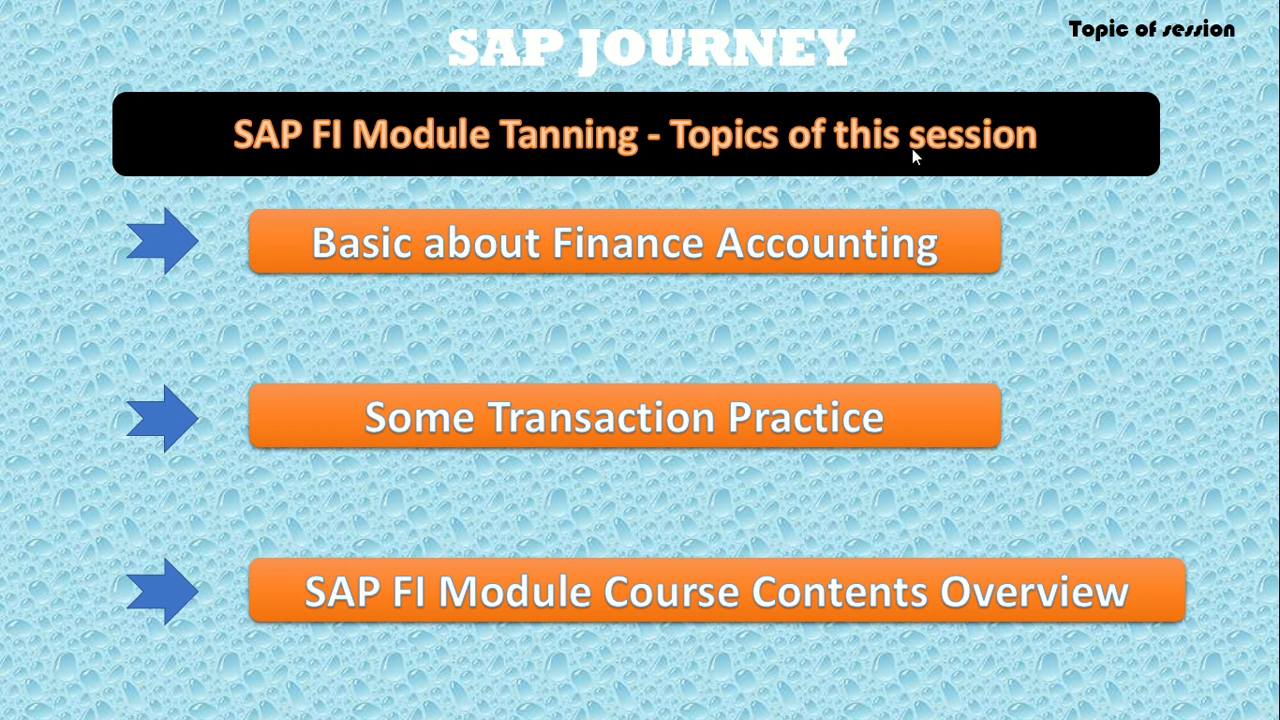 SAP JOURNEY
Topic of session
SAP FI Module Tanning - Topics of this session
Basic about Finance Accounting
Some Transaction Practice
SAP FI Module Course Contents Overview